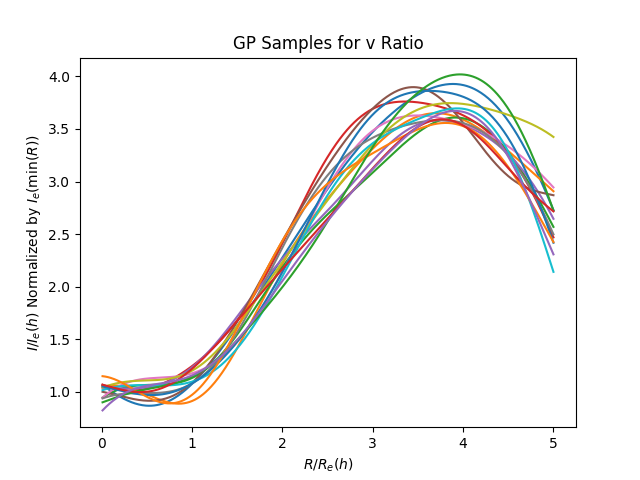 GP Samples for v Ratio
I/I_e(h) Normalized by I_e(min(R))
4.0
3.5
3.0
2.5
2.0
1.5
1.0
0 1 2 3 4 5
R/R_e(h)